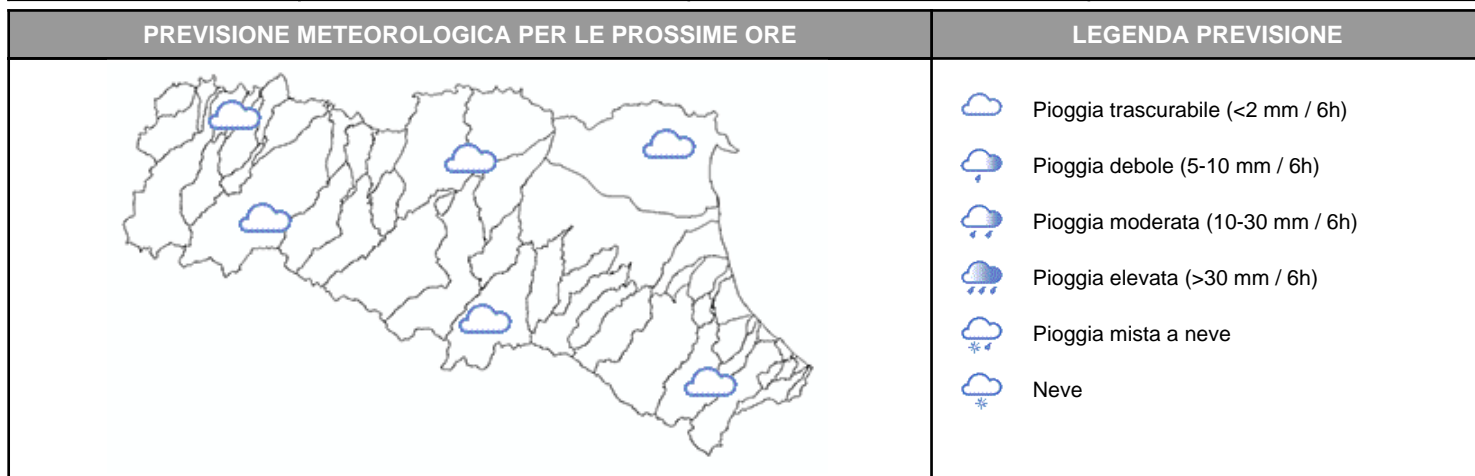 PREVISIONE METEOROLOGICA PER LE PROSSIME ORE
LEGENDA PREVISIONE
Pioggia trascurabile (<2 mm / 6h)
Pioggia debole (5-10 mm / 6h)
Pioggia moderata (10-30 mm / 6h)
Pioggia elevata (>30 mm / 6h)
Pioggia mista a neve
Neve